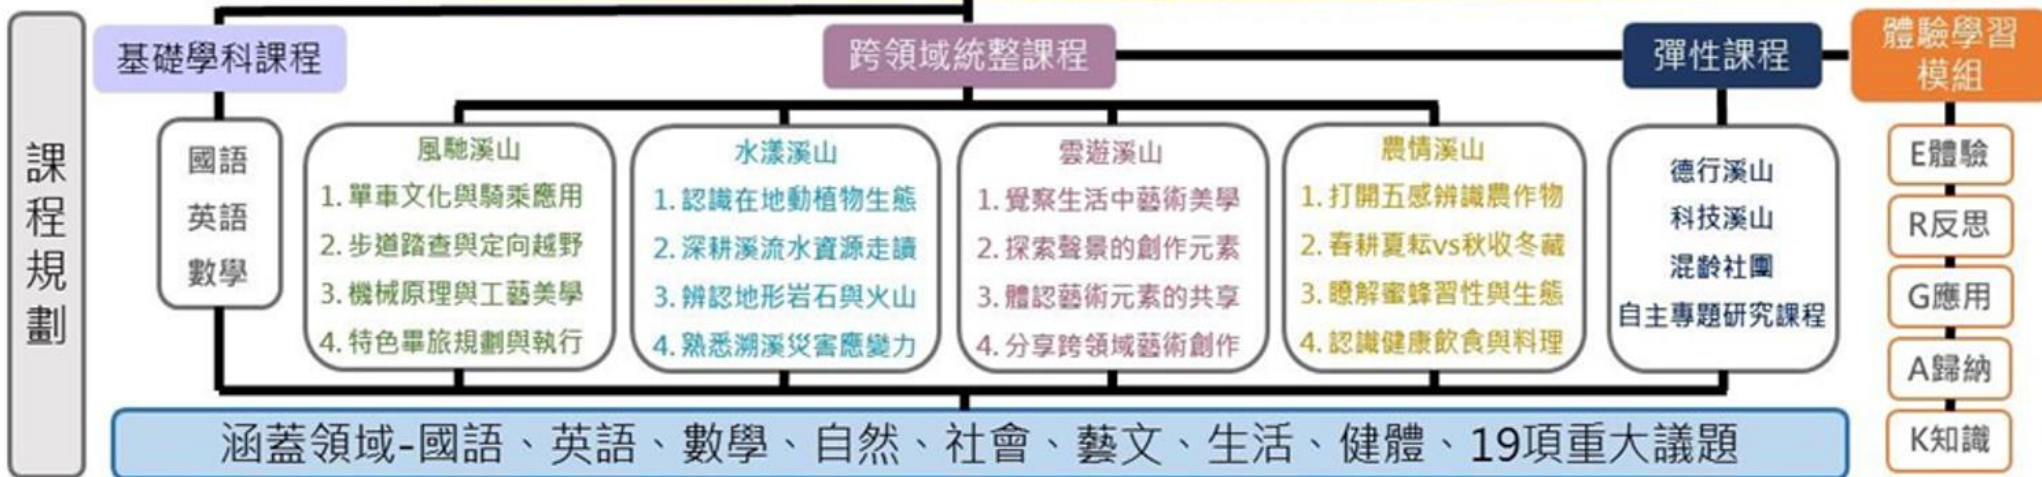 課程規劃
基礎學科課程
國語
英語
數學
跨領域統整課程
風馳溪山
1. 單車文化與騎乘應用
2. 步道踏查與定向越野
3. 機械原理與工藝美學
4. 特色畢旅規劃與執行
水漾溪山
1. 認識在地動植物生態
2. 深耕溪流水資源走讀
3. 辨認地形岩石與火山
4. 熟悉溯溪災害應變力
雲遊溪山
1. 覺察生活中藝術美學
2. 探索聲景的創作元素
3. 體認藝術元素的共享
4. 分享跨領域藝術創作
農情溪山
1. 打開五感辨識農作物
2. 春耕夏耘vs秋收冬藏
3. 瞭解蜜蜂習性與生態
4. 認識健康飲食與料理
彈性課程
德行溪山
科技溪山
混齡社團
自主專題研究課程
體驗學習
模組
E體驗
R反思
G應用
A歸納
K知識
涵蓋領域-國語、英語、數學、自然、社會、藝文、生活、健體、19項重大議題